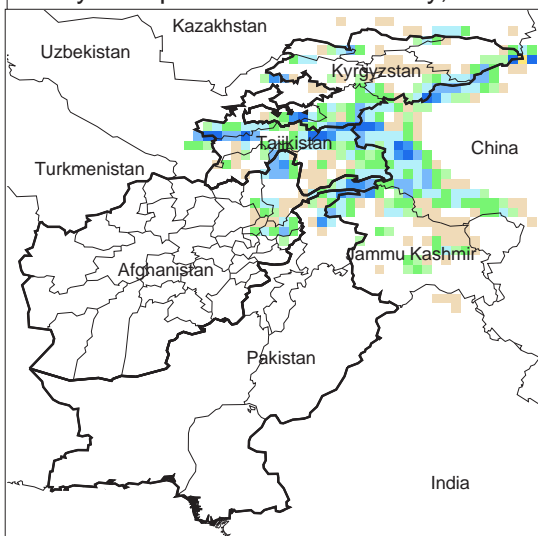 Kazakhstan
Uzbekistan
Kyrgyzstan
Tajikistan
China
Turkmenistan
Jammu Kashmir
Afghanistan
Pakistan
India